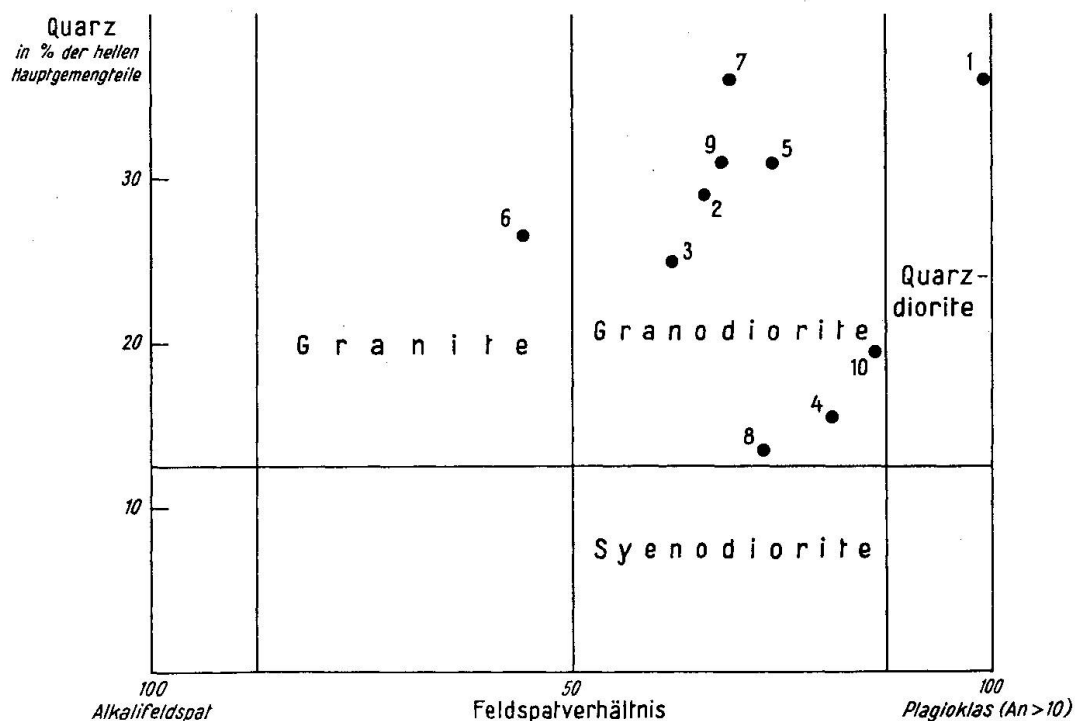 Quarz
in % der hellen
Hauptgemengteile
7
1
9
5
30
2
6
3
Quarz-
diorite
Granodiorite
20
Granite
10
4
8
10
Syenodiorite
100
50
100
Alkalifeldspat
Feldspatverhältnis
Plagioklas (An > 10)